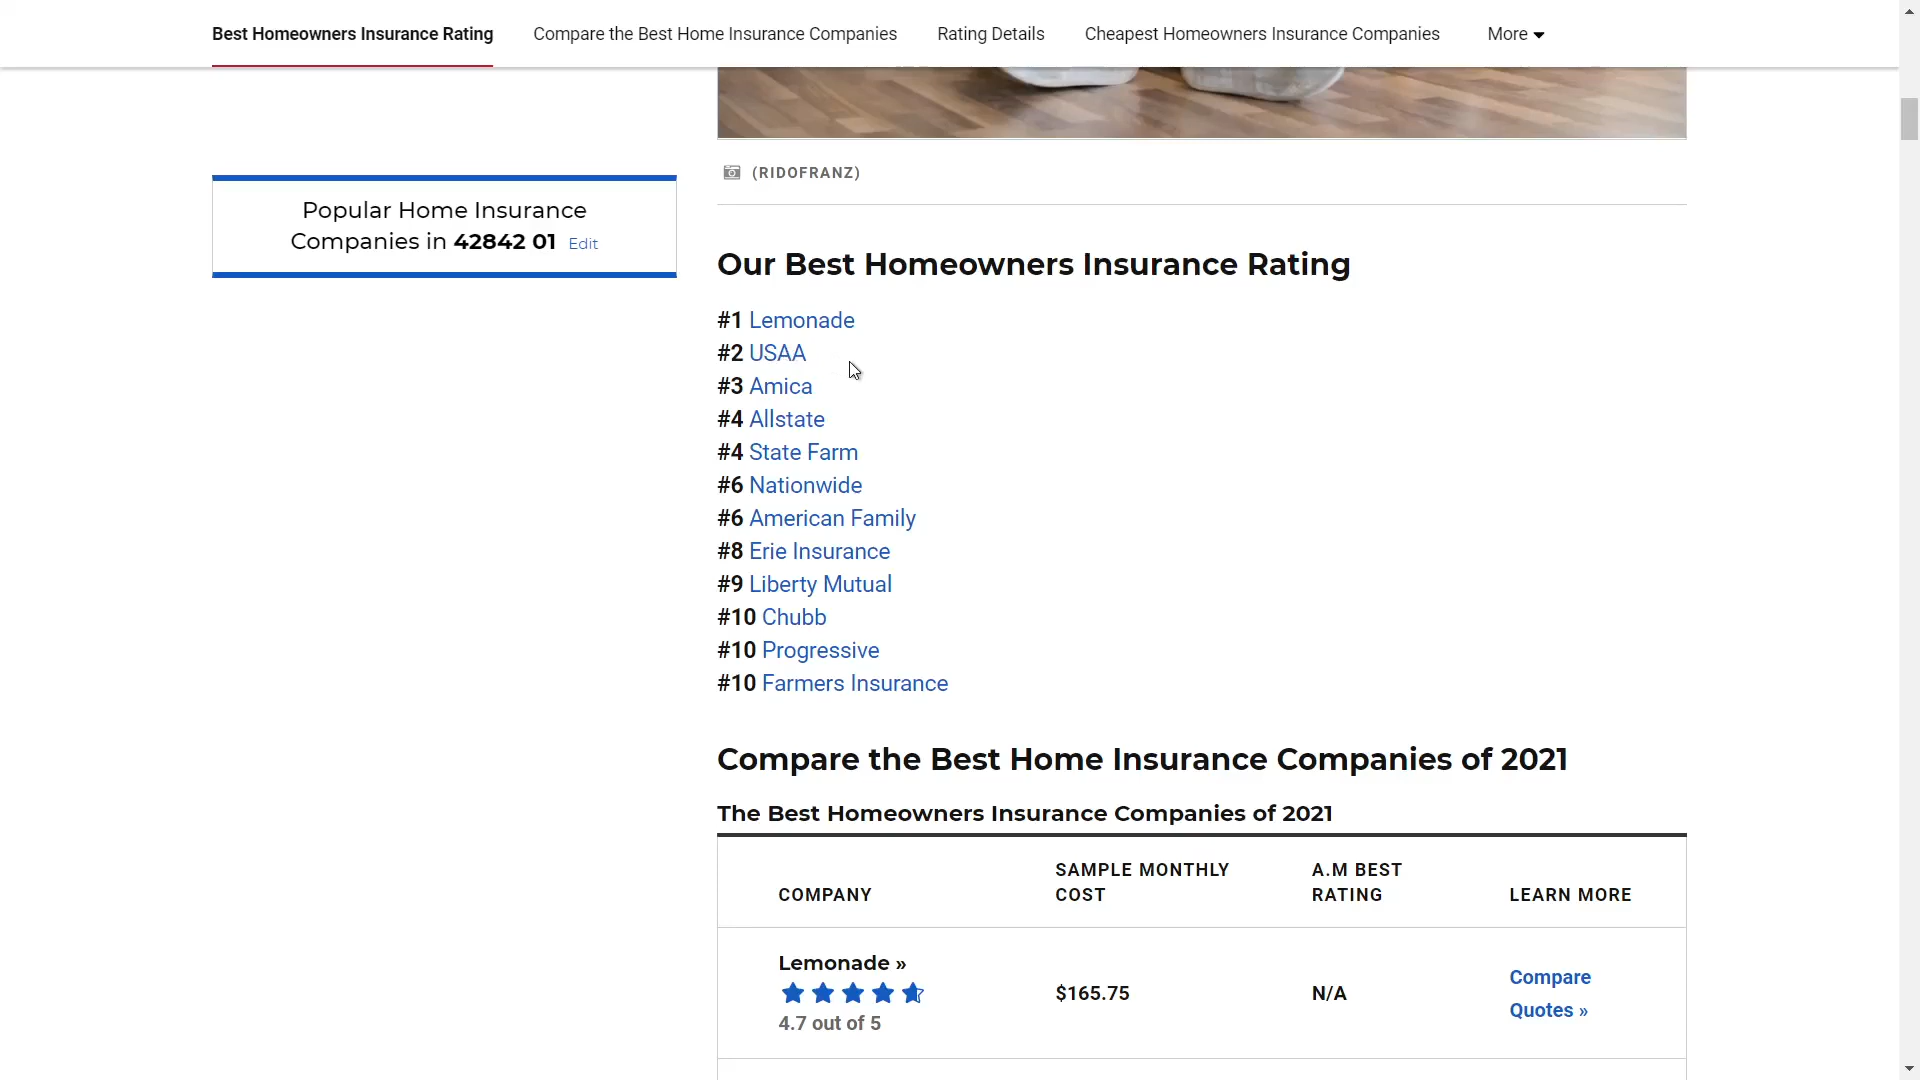 Best Homeowners Insurance Rating
Compare the Best Home Insurance Companies
Rating Details
Cheapest Homeowners Insurance Companies
More
(RIDOFRANZ)
Popular Home Insurance
Companies in 42842 01 Edit
Our Best Homeowners Insurance Rating
#1 Lemonade
#2 USAA
#3 Amica
#4 Allstate
#4 State Farm
#6 Nationwide
#6 American Family
#8 Erie Insurance
#9 Liberty Mutual
#10 Chubb
#10 Progressive
#10 Farmers Insurance
Compare the Best Home Insurance Companies of 2021
The Best Homeowners Insurance Companies of 2021
COMPANY
SAMPLE MONTHLY
COST
A.M BEST
RATING
LEARN MORE
Lemonade »
4.7 out of 5
$165.75
N/A
Compare
Quotes »